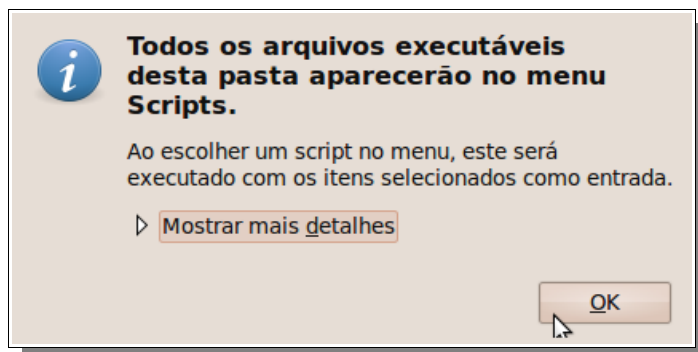 Todos os arquivos executáveis
desta pasta aparecerão no menu
Scripts.
Ao escolher um script no menu, este será
executado com os itens selecionados como entrada.
Mostrar mais detalhes
OK